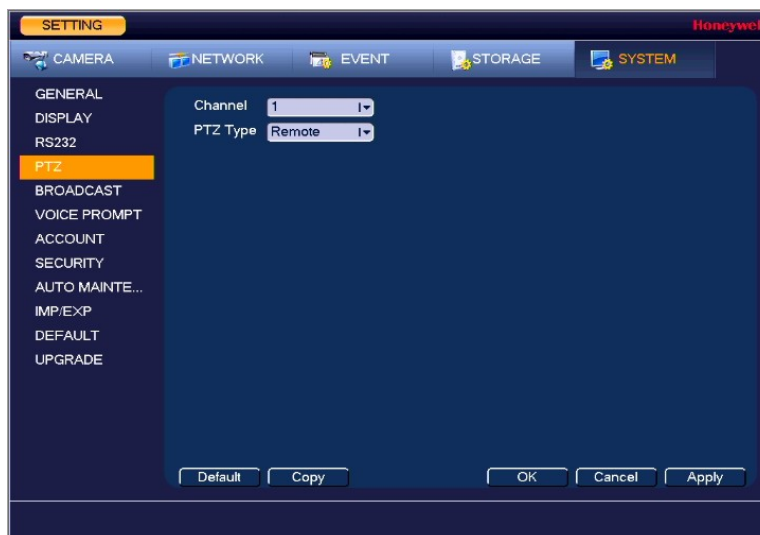 SETTING
Honeywell
CAMERA NETWORK EVENT STORAGE SYSTEM
GENERAL
DISPLAY
RS232
PTZ
BROADCAST
VOICE PROMPT
ACCOUNT
SECURITY
AUTO MAINTE...
IMP/EXP
DEFAULT
UPGRADE
Channel 1
PTZ Type Remote
Default Copy OK Cancel Apply